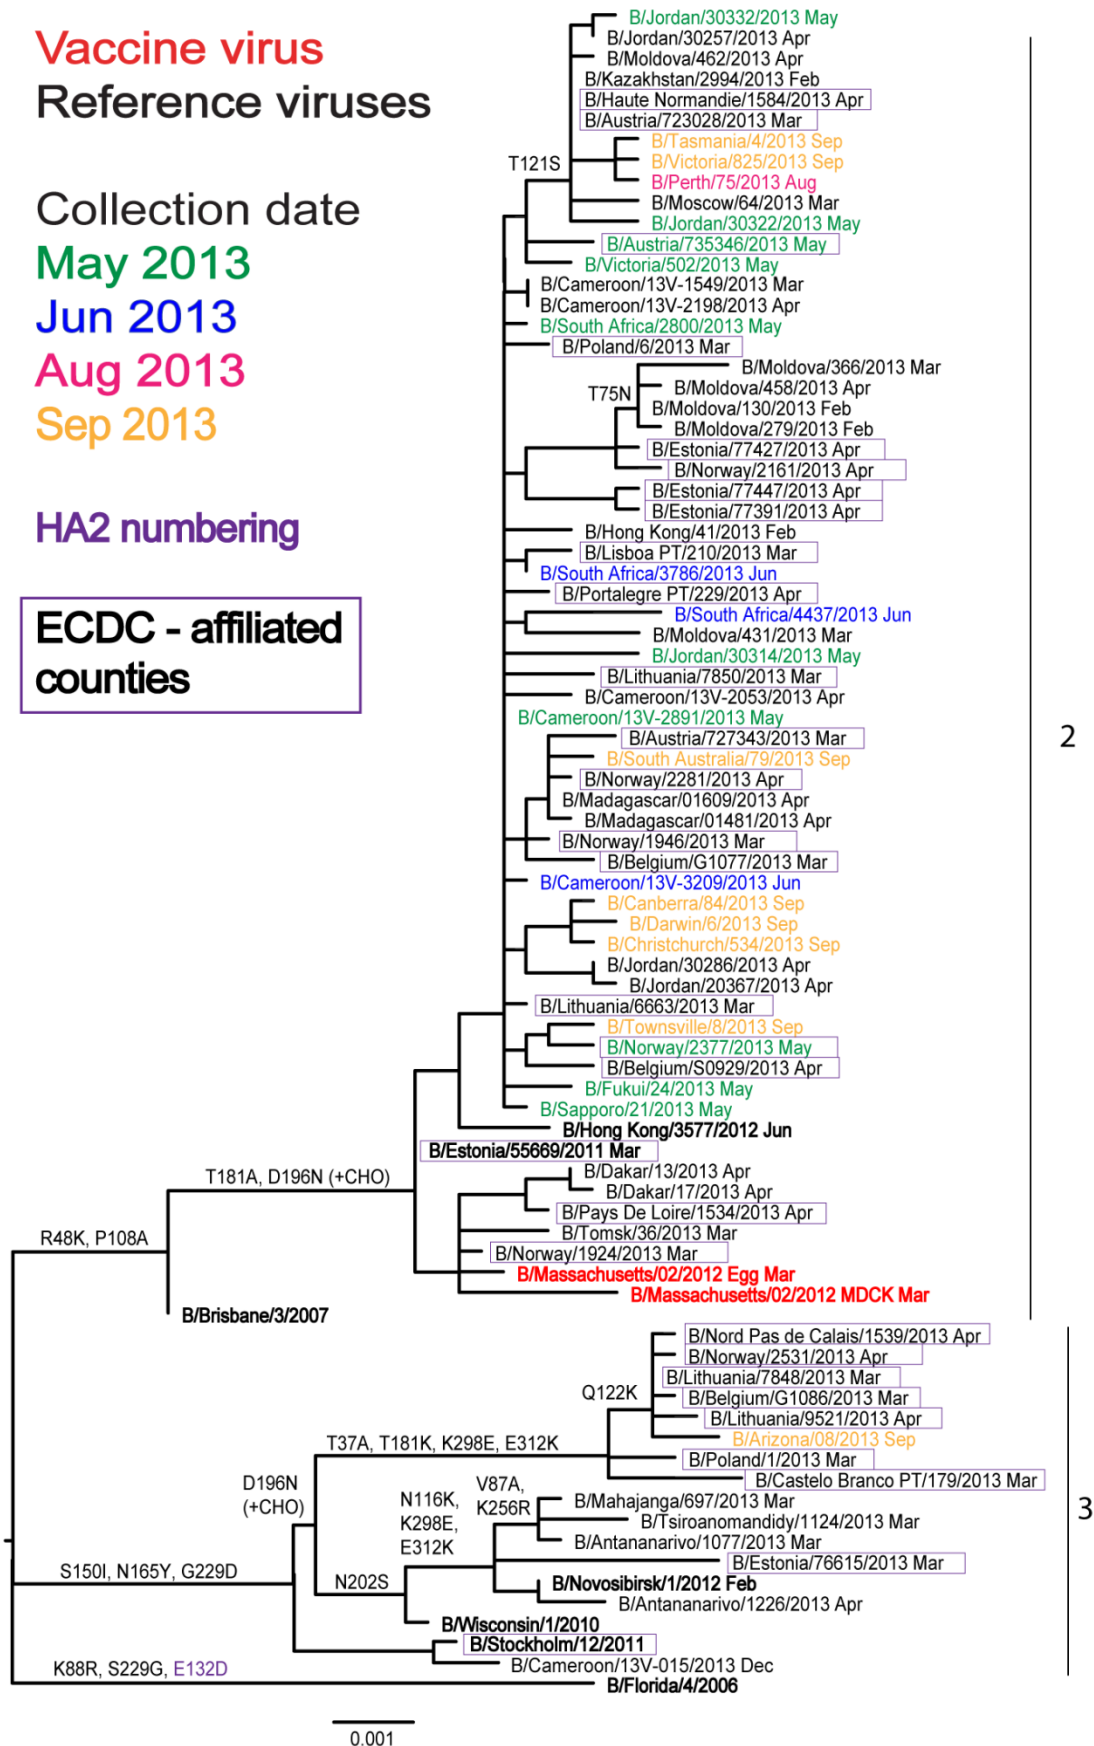 Vaccine virus
Reference viruses
Collection date
May 2013
Jun 2013
Aug 2013
Sep 2013
HA2 numbering
ECDC - affiliated
counties
B/Jordan/30332/2013 May
B/Jordan/30257/2013 Apr
B/Moldova/462/2013 Apr
B/Kazakhstan/2994/2013 Feb
B/Haute Normandie/1584/2013 Apr
B/Austria/723028/2013 Mar
B/Tasmania/4/2013 Sep
T121S
B/Victoria/825/2013 Sep
B/Perth/75/2013 Aug
B/Moscow/64/2013 Mar
B/Jordan/30322/2013 May
B/Austria/735346/2013 May
B/Victoria/502/2013 May
B/Cameroon/13V-1549/2013 Mar
B/Cameroon/13V-2198/2013 Apr
B/South Africa/2800/2013 May
B/Poland/6/2013 Mar
B/Moldova/366/2013 Mar
T75N
B/Moldova/458/2013 Apr
B/Moldova/130/2013 Feb
B/Moldova/279/2013 Feb
B/Estonia/77427/2013 Apr
B/Norway/2161/2013 Apr
B/Estonia/77447/2013 Apr
B/Estonia/77391/2013 Apr
B/Hong Kong/41/2013 Feb
B/Lisboa PT/210/2013 Mar
B/South Africa/3786/2013 Jun
B/Portalegre PT/229/2013 Apr
B/South Africa/4437/2013 Jun
B/Moldova/431/2013 Mar
B/Jordan/30314/2013 May
B/Lithuania/7850/2013 Mar
B/Cameroon/13V-2053/2013 Apr
B/Cameroon/13V-2891/2013 May
B/Austria/727343/2013 Mar
2
B/South Australia/79/2013 Sep
B/Norway/2281/2013 Apr
B/Madagascar/01609/2013 Apr
B/Madagascar/01481/2013 Apr
B/Norway/1946/2013 Mar
B/Belgium/G1077/2013 Mar
B/Cameroon/13V-3209/2013 Jun
B/Canberra/84/2013 Sep
B/Darwin/6/2013 Sep
B/Christchurch/534/2013 Sep
B/Jordan/30286/2013 Apr
B/Jordan/20367/2013 Apr
B/Lithuania/6663/2013 Mar
B/Townsville/8/2013 Sep
B/Norway/2377/2013 May
B/Belgium/S0929/2013 Apr
B/Fukui/24/2013 May
B/Sapporo/21/2013 May
B/Hong Kong/3577/2012 Jun
B/Estonia/55669/2011 Mar
T181A, D196N (+CHO)
B/Dakar/13/2013 Apr
B/Dakar/17/2013 Apr
B/Pays De Loire/1534/2013 Apr
B/Tomsk/36/2013 Mar
R48K, P108A
B/Norway/1924/2013 Mar
B/Massachusetts/02/2012 Egg Mar
B/Massachusetts/02/2012 MDCK Mar
B/Brisbane/3/2007
B/Nord Pas de Calais/1539/2013 Apr
B/Norway/2531/2013 Apr
B/Lithuania/7848/2013 Mar
Q122K
B/Belgium/G1086/2013 Mar
B/Lithuania/9521/2013 Apr
B/Arizona/08/2013 Sep
T37A, T181K, K298E, E312K
B/Poland/1/2013 Mar
B/Castelo Branco PT/179/2013 Mar
D196N
(+CHO)
V87A,
K256R
N116K,
K298E,
E312K
B/Mahajanga/697/2013 Mar
3
B/Tsiroanomandidy/1124/2013 Mar
B/Antananarivo/1077/2013 Mar
B/Estonia/76615/2013 Mar
S150I, N165Y, G229D
N202S
B/Novosibirsk/1/2012 Feb
B/Antananarivo/1226/2013 Apr
B/Wisconsin/1/2010
B/Stockholm/12/2011
B/Cameroon/13V-015/2013 Dec
K88R, S229G, E132D
B/Florida/4/2006
0.001